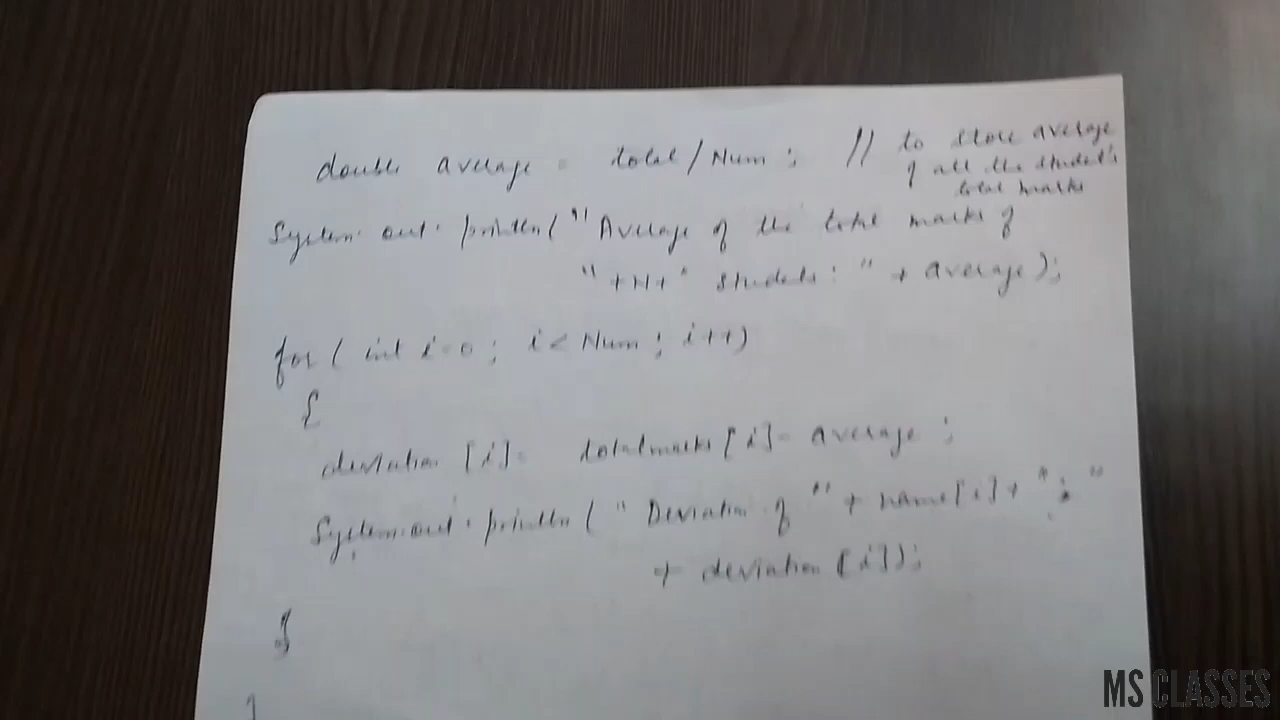 double average = total/Num; // to store average
of all the student's
total marks
System.out.println("Average of the total marks of
"+N+" students:" + average);
for(int i=0; i<Num; i++)
{
deviation[i]= totalmarks[i]- average;
System.out.println("Deviation of "+ name[i]+":"
+ deviation[i]);
}
}
MS CLASSES